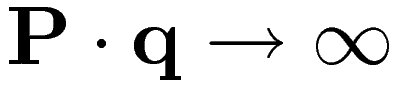 P · q → ∞